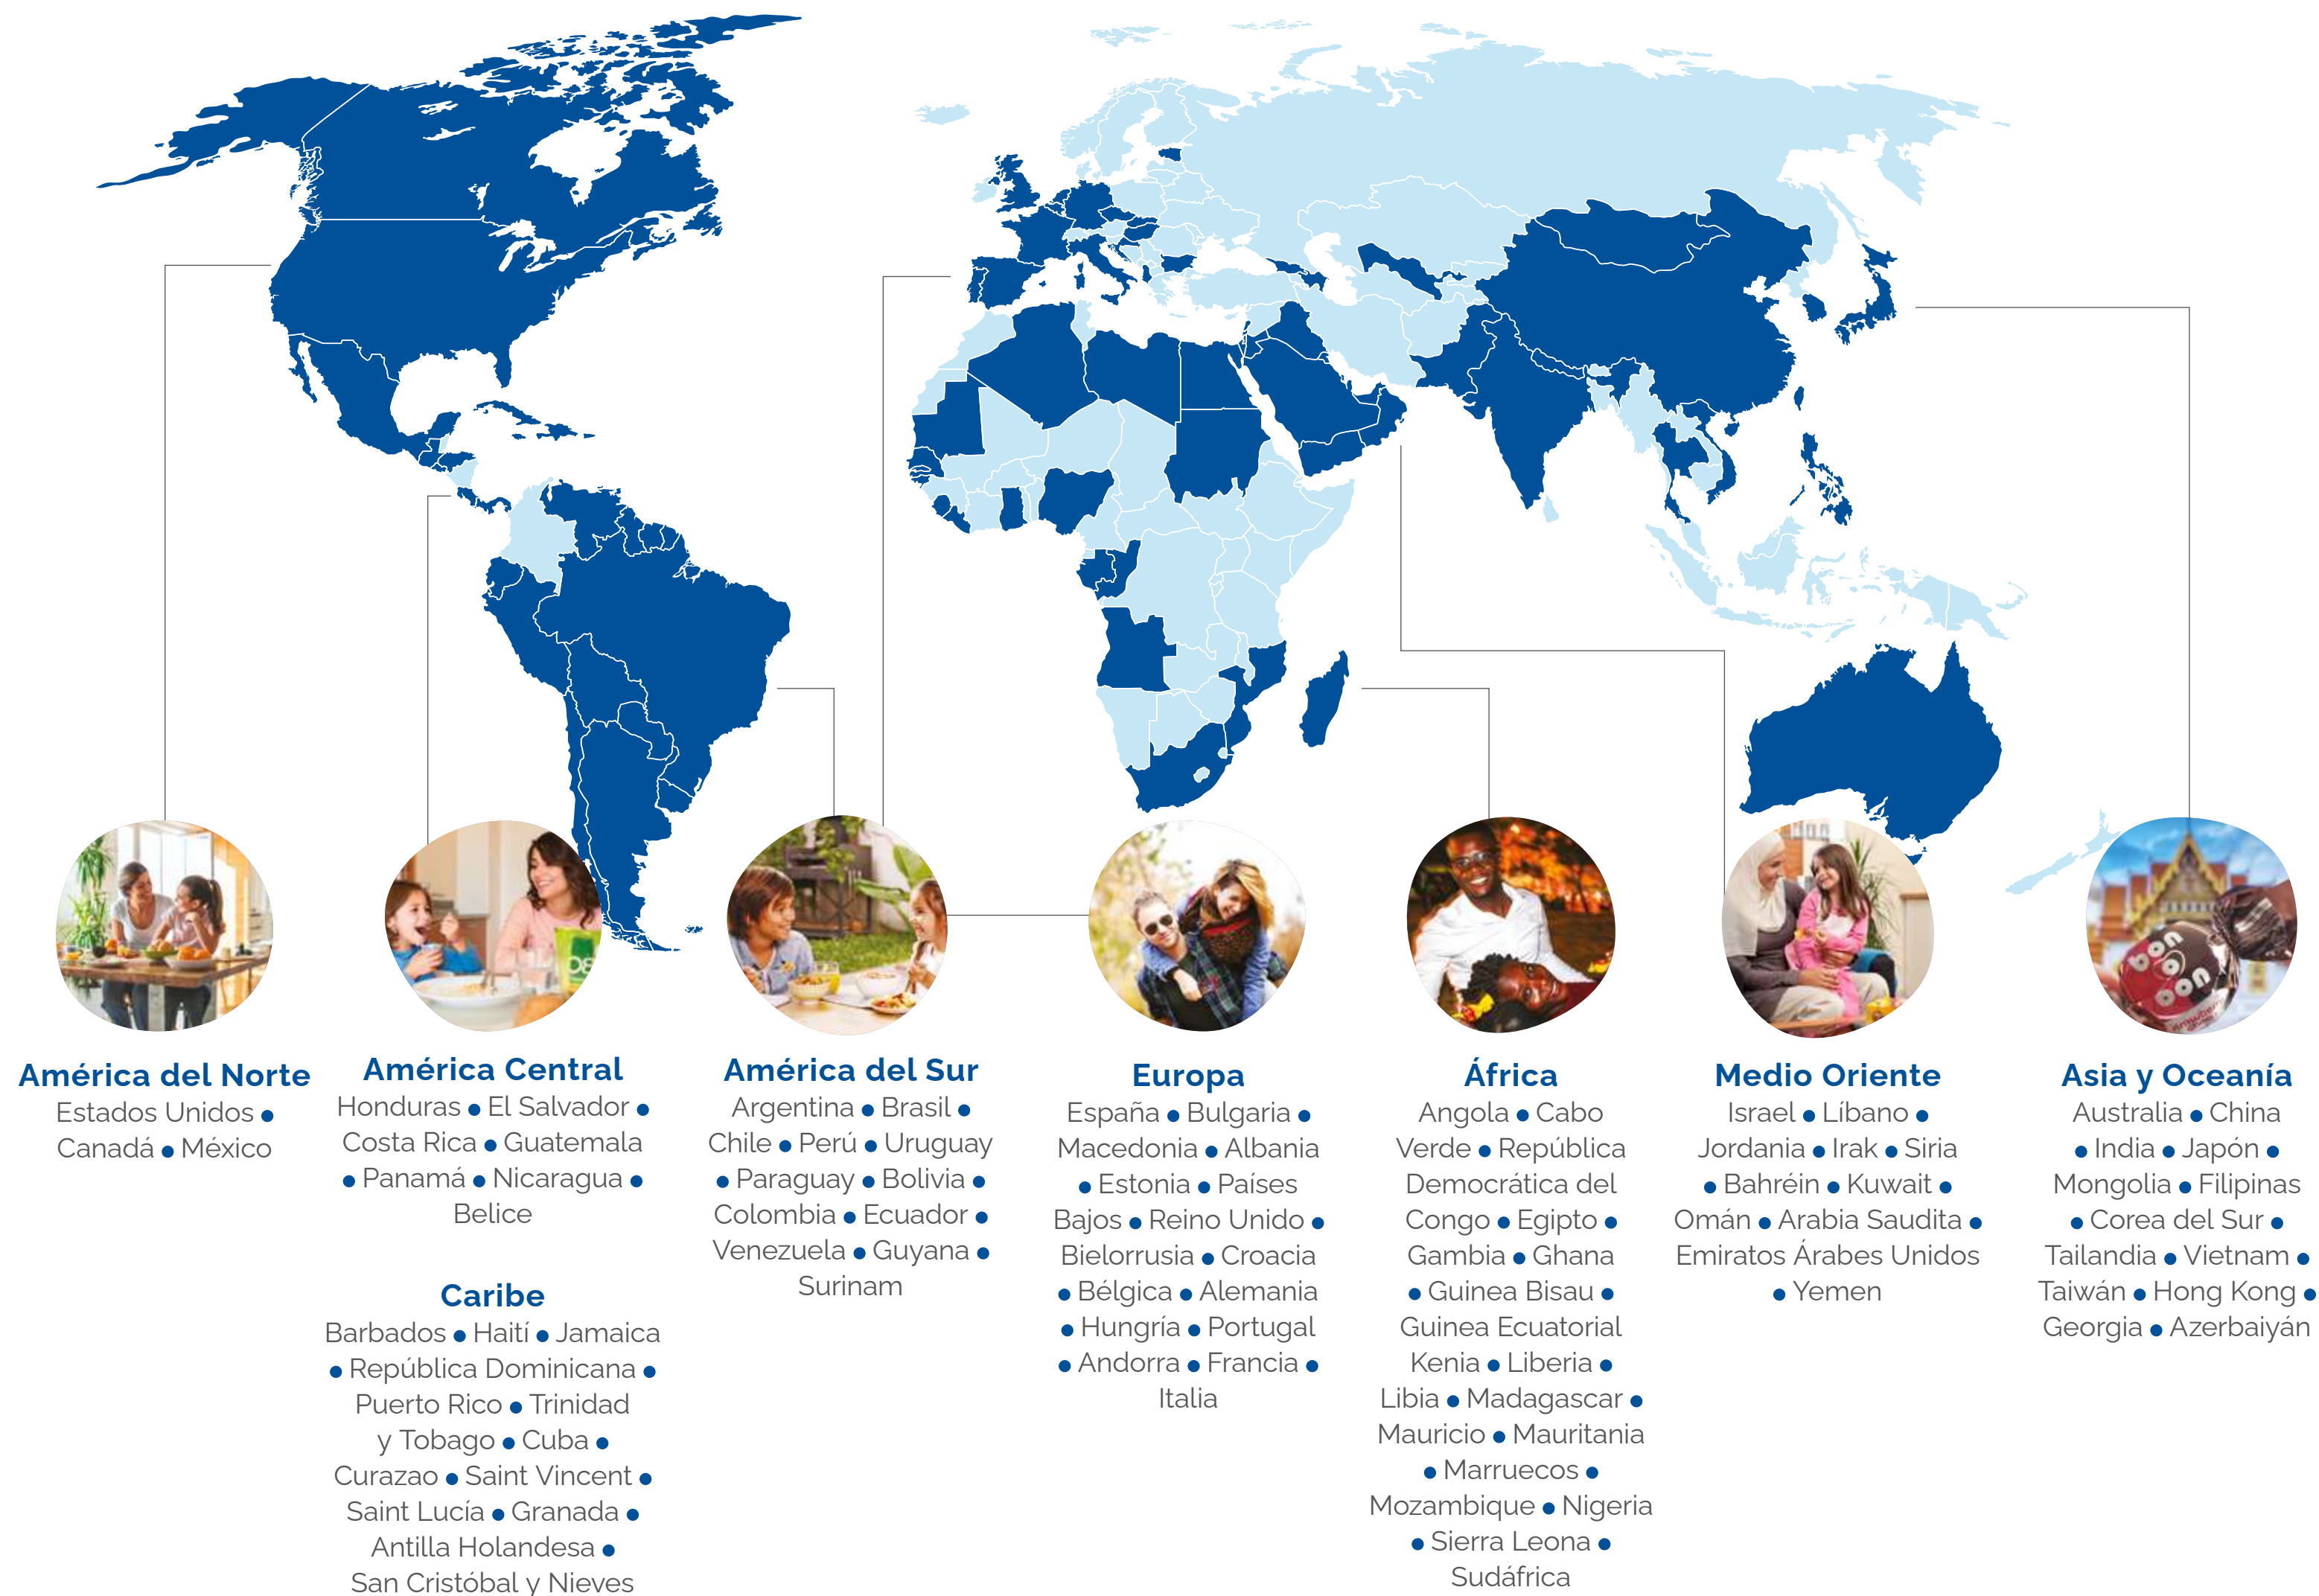 América del Norte
Estados Unidos •
Canadá • México
América Central
Honduras • El Salvador •
Costa Rica • Guatemala
• Panamá • Nicaragua •
Belice
Caribe
Barbados • Haití • Jamaica
• República Dominicana •
Puerto Rico • Trinidad
y Tobago • Cuba •
Curazao • Saint Vincent •
Saint Lucía • Granada •
Antilla Holandesa •
San Cristóbal y Nieves
América del Sur
Argentina • Brasil •
Chile • Perú • Uruguay
• Paraguay • Bolivia •
Colombia • Ecuador •
Venezuela • Guyana •
Surinam
Europa
España • Bulgaria •
Macedonia • Albania
• Estonia • Países
Bajos • Reino Unido •
Bielorrusia • Croacia
• Bélgica • Alemania
• Hungría • Portugal
• Andorra • Francia •
Italia
África
Angola • Cabo
Verde • República
Democrática del
Congo • Egipto •
Gambia • Ghana
• Guinea Bisau •
Guinea Ecuatorial
Kenia • Liberia •
Libia • Madagascar •
Mauricio • Mauritania
• Marruecos •
Mozambique • Nigeria
• Sierra Leona •
Sudáfrica
Medio Oriente
Israel • Líbano •
Jordania • Irak • Siria
• Bahréin • Kuwait •
Omán • Arabia Saudita •
Emiratos Árabes Unidos
• Yemen
bon
o
bon
Asia y Oceanía
Australia • China
• India • Japón •
Mongolia • Filipinas
• Corea del Sur •
Tailandia • Vietnam •
Taiwán • Hong Kong •
Georgia • Azerbaiyán